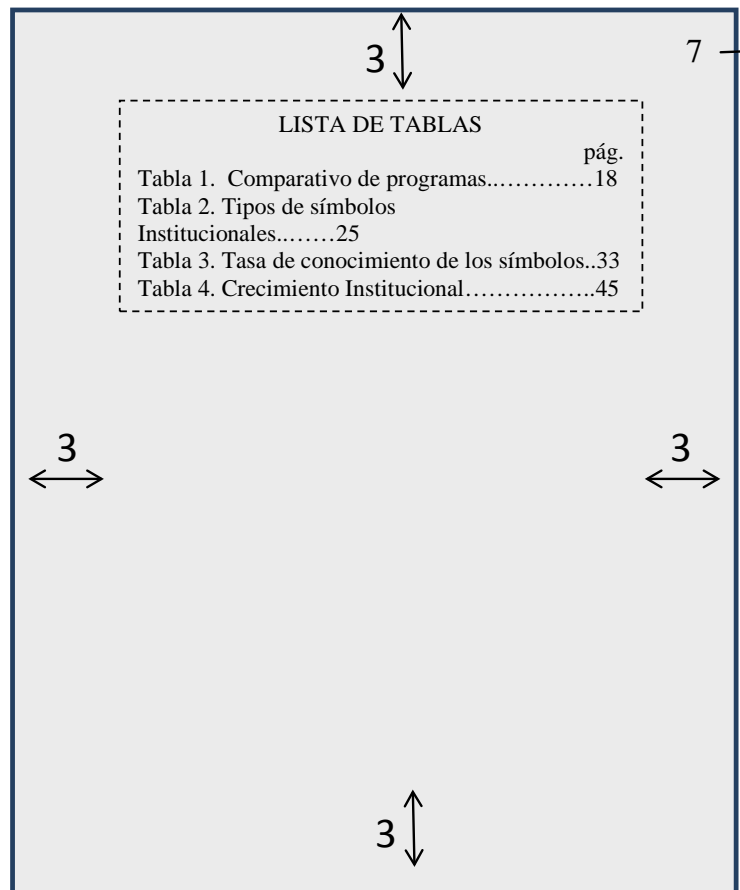 3
7
LISTA DE TABLAS
pág.
Tabla 1.  Comparativo de programas..…………18
Tabla 2. Tipos de símbolos
Institucionales..……25
Tabla 3. Tasa de conocimiento de los símbolos..33
Tabla 4. Crecimiento Institucional……………..45
3
3
3